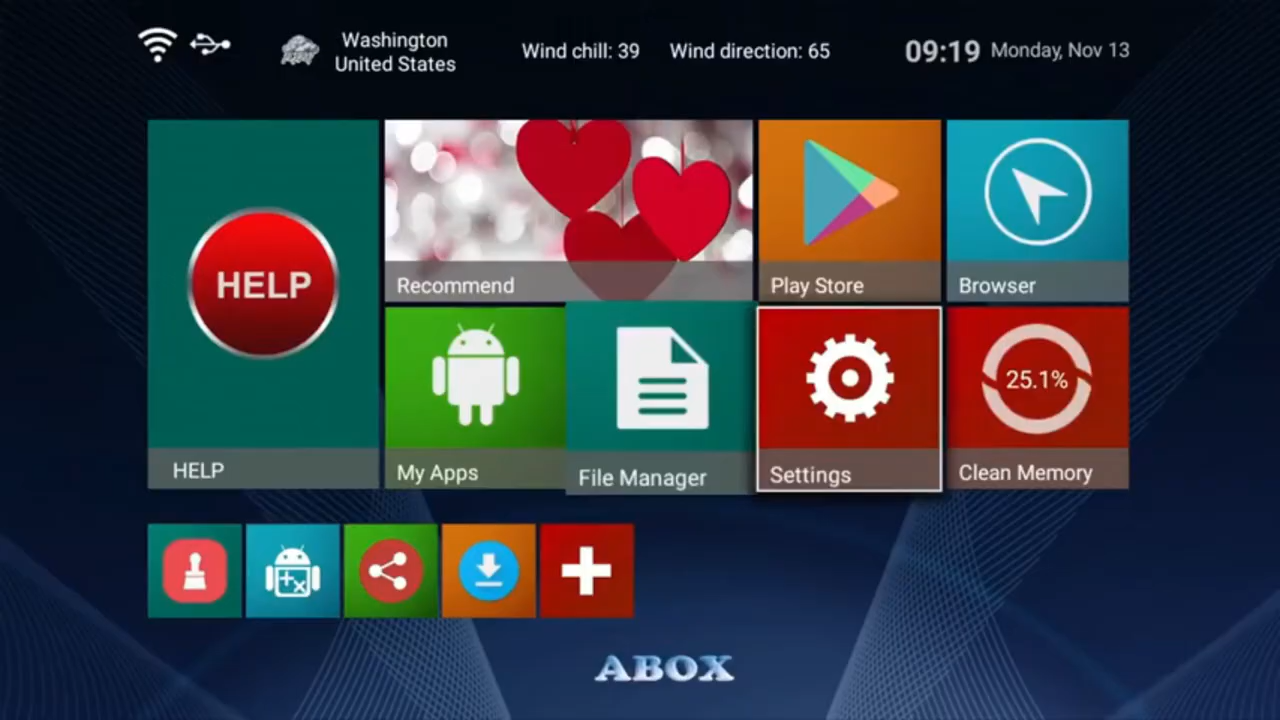 Washington
United States
Wind chill: 39
Wind direction: 65
09:19 Monday, Nov 13
HELP
HELP
Recommend
Play Store
Browser
My Apps
File Manager
Settings
25.1%
Clean Memory
ABOX